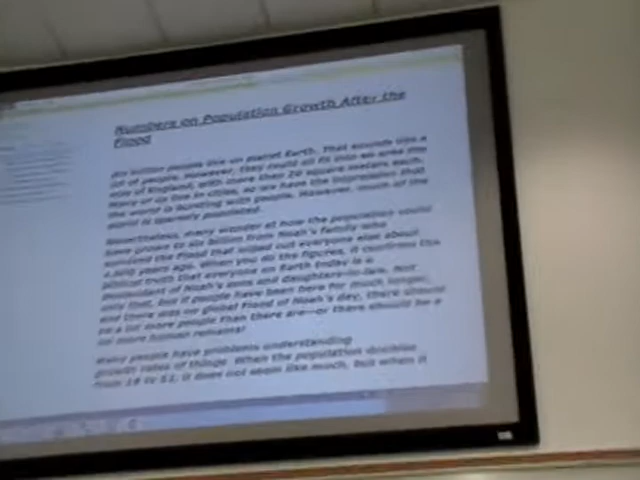 Numbers on Population Growth After the
Flood
Six billion people live on planet Earth. That sounds like a
lot of people. However, they could all fit into an area the
size of England, with more than 20 square metres each.
Many of us live in cities, so we have the impression that
the world is bursting with people. However, much of the
world is sparsely populated.
Nevertheless, many wonder at how the population could
have grown to six billion from Noah's family who
survived the Flood that wiped out everyone else about
4,500 years ago. When you do the figures, it confirms the
biblical truth that everyone on Earth today is a
descendant of Noah's sons and daughters-in-law. Not
only that, but if people have been here for much longer,
and there was no global Flood of Noah's day, there should
be a lot more people than there are—or there should be a
lot more human remains!
Many people have problems understanding
growth rates of things. When the population doubles
from 16 to 32, it does not seem like much, but when it